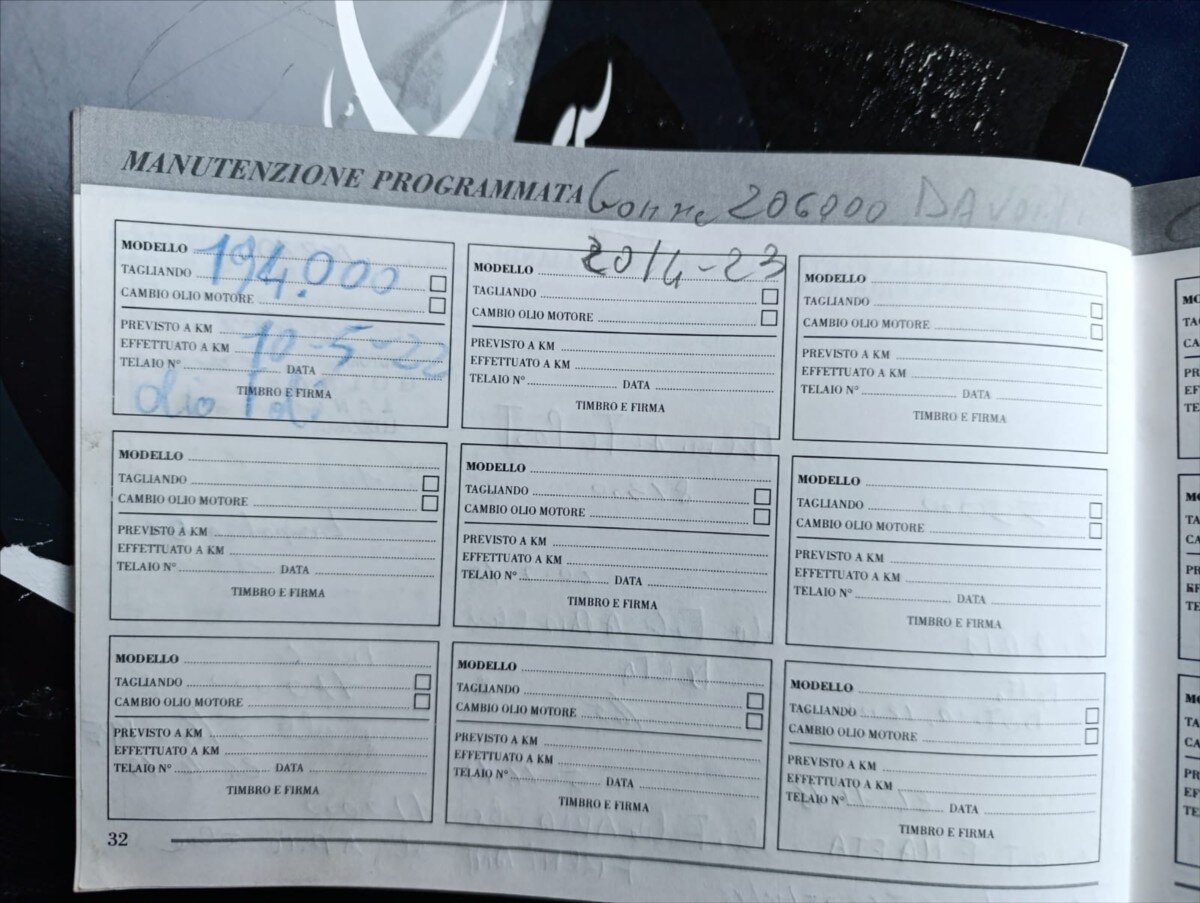 MANUTENZIONE PROGRAMMATA Gomme 206000 DAVANTI
MODELLO 194.000
TAGLIANDO
CAMBIO OLIO MOTORE
PREVISTO A KM
EFFETTUATO A KM 10-5-22
TELAIO N° DATA
TIMBRO E FIRMA
olio
MODELLO 20/4-23
TAGLIANDO
CAMBIO OLIO MOTORE
PREVISTO A KM
EFFETTUATO A KM
TELAIO N° DATA
TIMBRO E FIRMA
MODELLO
TAGLIANDO
CAMBIO OLIO MOTORE
PREVISTO A KM
EFFETTUATO A KM
TELAIO N° DATA
TIMBRO E FIRMA
MODELLO
TAGLIANDO
CAMBIO OLIO MOTORE
PREVISTO A KM
EFFETTUATO A KM
TELAIO N° DATA
TIMBRO E FIRMA
MODELLO
TAGLIANDO
CAMBIO OLIO MOTORE
PREVISTO A KM
EFFETTUATO A KM
TELAIO N° DATA
TIMBRO E FIRMA
MODELLO
TAGLIANDO
CAMBIO OLIO MOTORE
PREVISTO A KM
EFFETTUATO A KM
TELAIO N° DATA
TIMBRO E FIRMA
MODELLO
TAGLIANDO
CAMBIO OLIO MOTORE
PREVISTO A KM
EFFETTUATO A KM
TELAIO N° DATA
TIMBRO E FIRMA
MODELLO
TAGLIANDO
CAMBIO OLIO MOTORE
PREVISTO A KM
EFFETTUATO A KM
TELAIO N° DATA
TIMBRO E FIRMA
MODELLO
TAGLIANDO
CAMBIO OLIO MOTORE
PREVISTO A KM
EFFETTUATO A KM
TELAIO N° DATA
TIMBRO E FIRMA
32